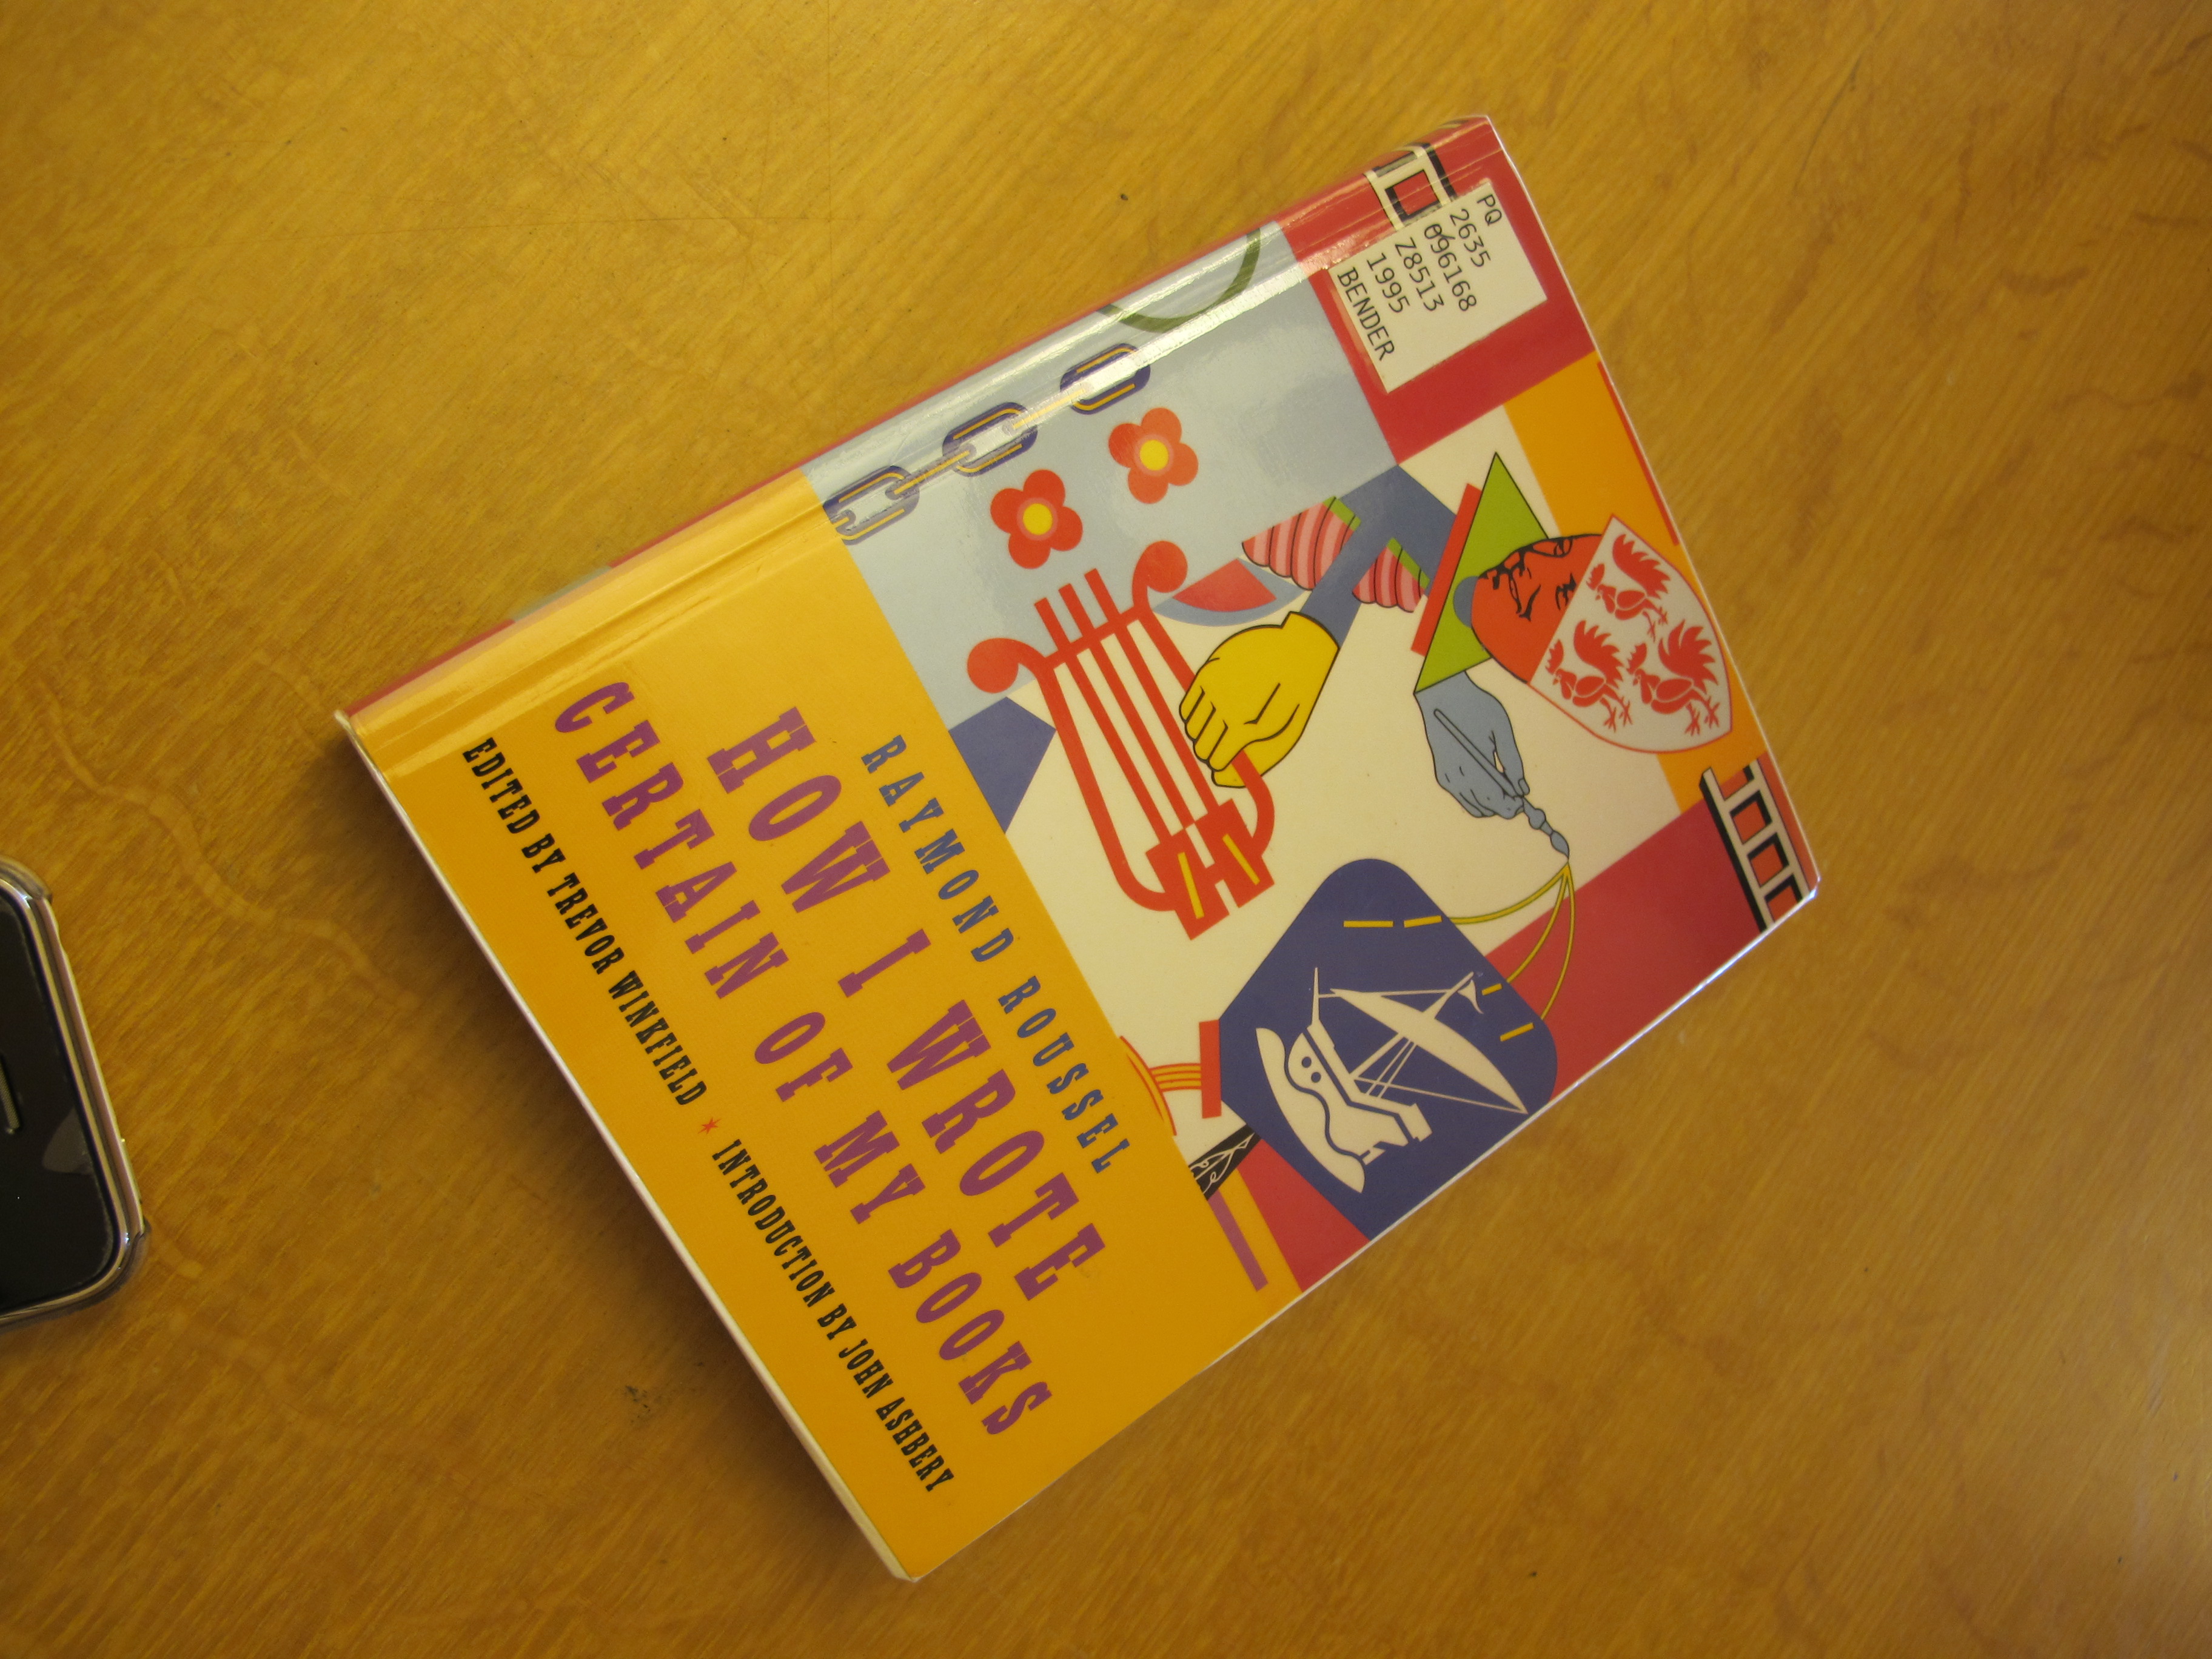 PQ
2635
096168
Z8513
1995
BENDER
RAYMOND ROUSSEL
HOW I WROTE
CERTAIN OF MY BOOKS
EDITED BY TREVOR WINKFIELD * INTRODUCTION BY JOHN ASHBERY